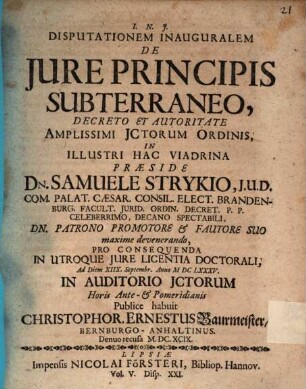 21
I. N. J.
DISPUTATIONEM INAUGURALEM
DE
JURE PRINCIPIS
SUBTERRANEO,
DECRETO ET AUTORITATE
AMPLISSIMI JCTORUM ORDINIS,
IN
ILLUSTRI HAC VIADRINA
PRÆSIDE
DN. SAMUELE STRYKIO, J.U.D.
COM. PALAT. CÆSAR. CONSIL. ELECT. BRANDEN-
BURG. FACULT. JURID. ORDIN. DECRET. P. P.
CELEBERRIMO, DECANO SPECTABILI,
DN. PATRONO PROMOTORE & FAUTORE SUO
maxime devenerando,
PRO CONSEQUENDA
IN UTROQUE JURE LICENTIA DOCTORALI,
Ad Diem XIIX. Septembr. Anno M DC LXXXV.
IN AUDITORIO JCTORUM
Horis Ante- & Pomeridianis
Publice habuit
CHRISTOPHOR. ERNESTUS Baurmeister/
BERNBURGO-ANHALTINUS.
Denuo recusa M.DC.XCIX.
LIPSIÆ
Impensis NICOLAI FöRSTERI, Bibliop. Hannov.
Vol. V. Disp. XXI.